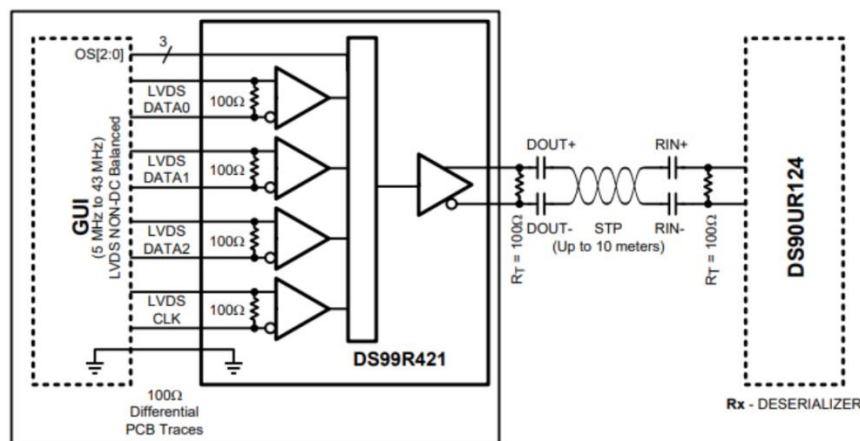 OS[2:0]
3
LVDS
DATA0
100Ω
LVDS
DATA1
100Ω
LVDS
DATA2
100Ω
LVDS
CLK
100Ω
GUI
(5 MHz to 43 MHz)
LVDS NON-DC Balanced
DS99R421
100Ω
Differential
PCB Traces
DOUT+
DOUT-
RT = 100Ω
STP
(Up to 10 meters)
RIN+
RIN-
RT = 100Ω
DS90UR124
Rx - DESERIALIZER